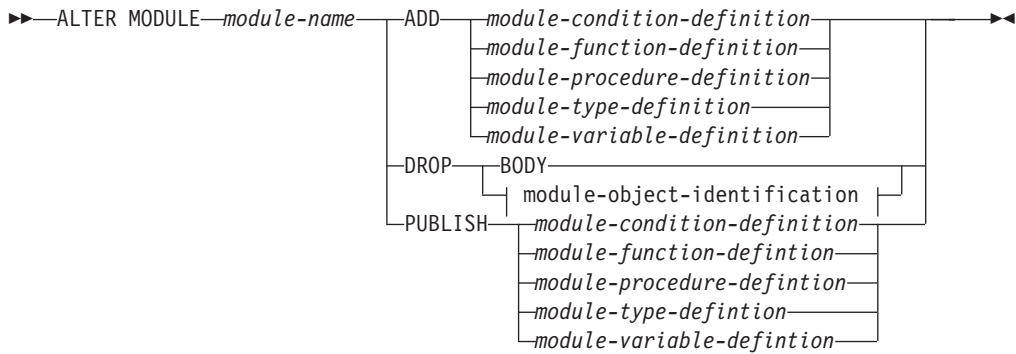 ALTER MODULE module-name ADD module-condition-definition
module-function-definition
module-procedure-definition
module-type-definition
module-variable-definition
DROP BODY
module-object-identification
PUBLISH module-condition-definition
module-function-defintion
module-procedure-defintion
module-type-defintion
module-variable-defintion